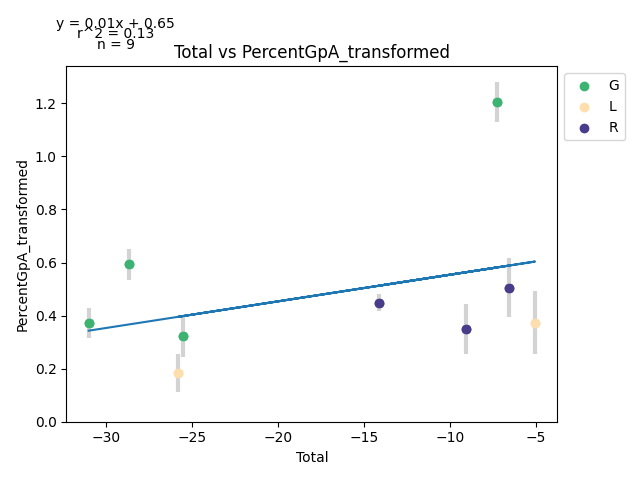 y = 0.01x + 0.65
r^2 = 0.13
n = 9
Total vs PercentGpA_transformed
G
L
R
PercentGpA_transformed
1.2
1.0
0.8
0.6
0.4
0.2
0.0
−30 −25 −20 −15 −10 −5
Total